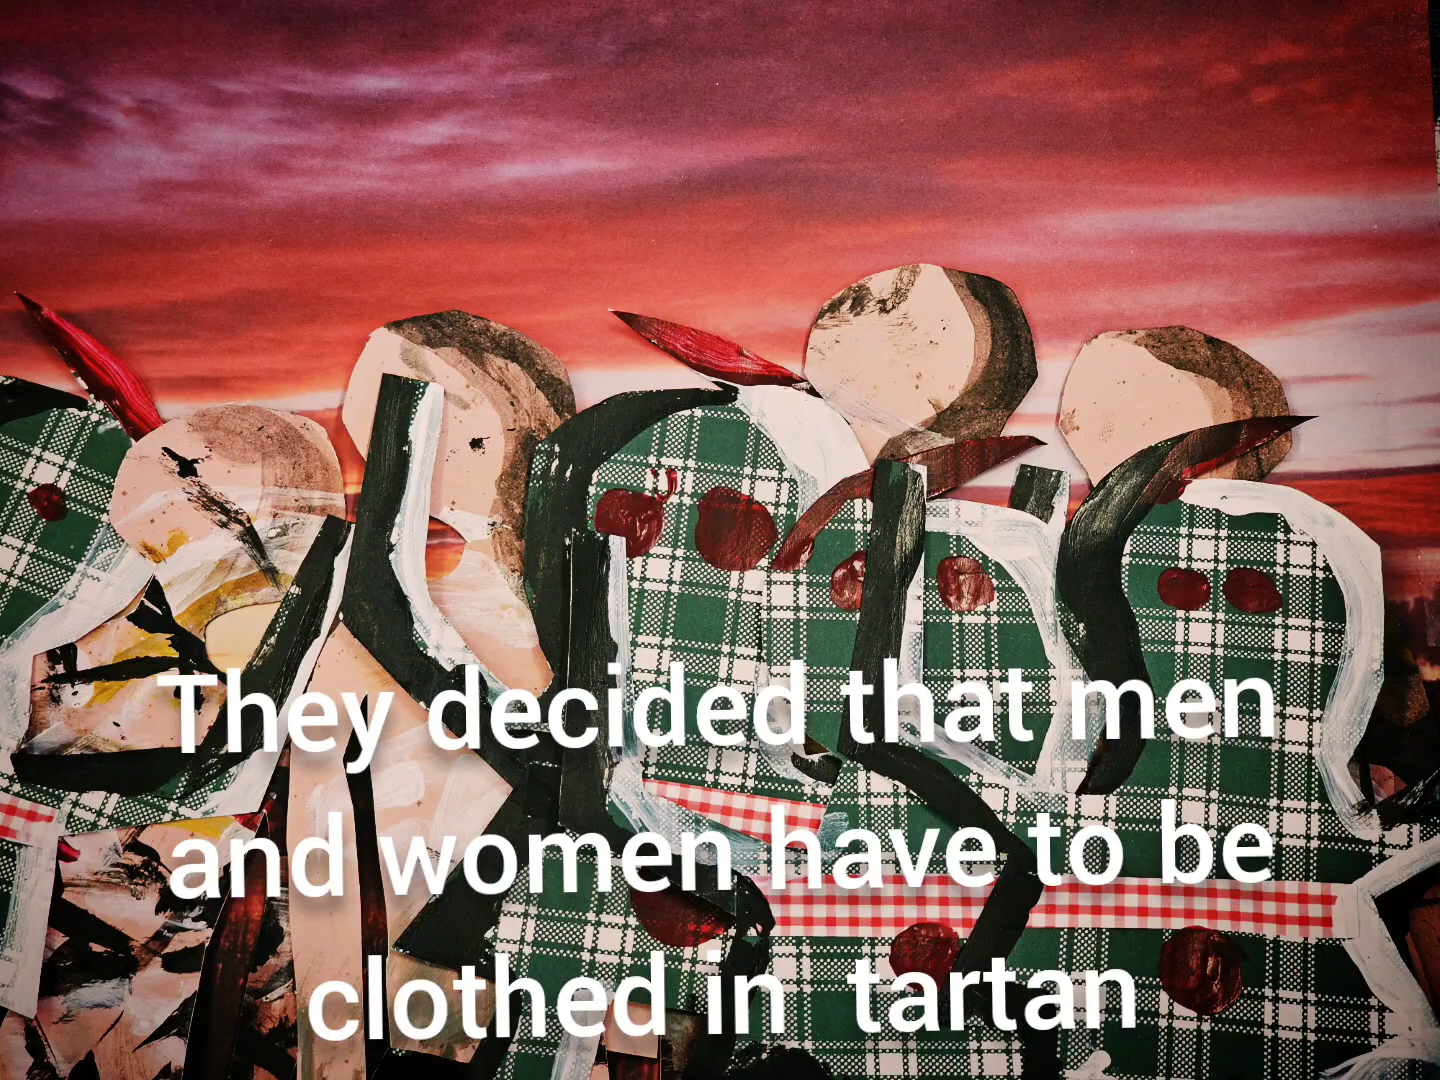 They decided that men
and women have to be
clothed in tartan